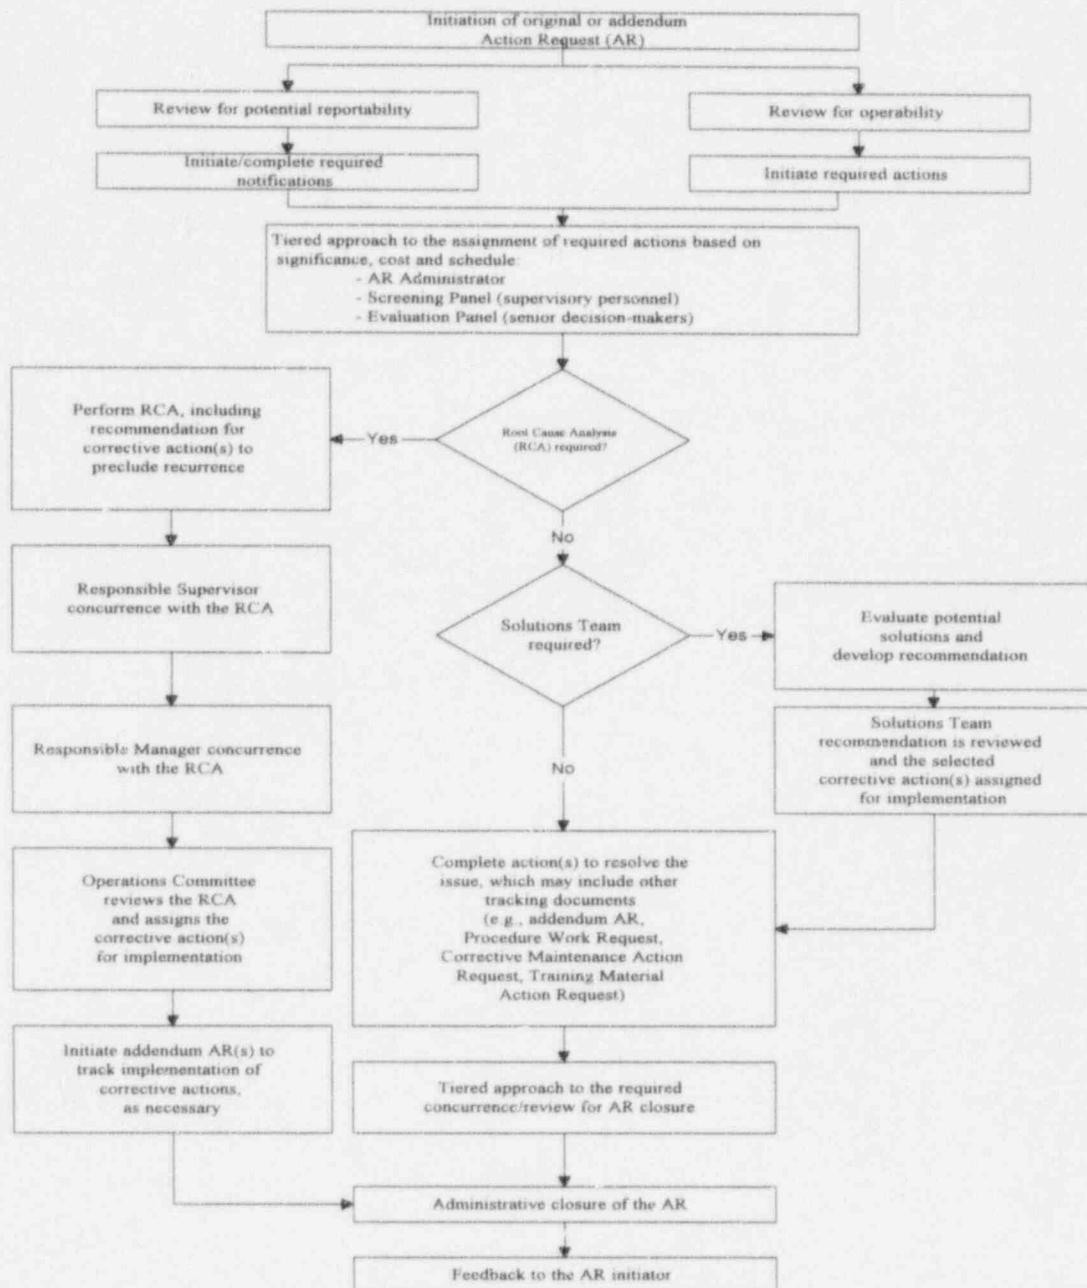 Initiation of original or addendum
Action Request (AR)
Review for potential reportability
Review for operability
Initiate/complete required
notifications
Initiate required actions
Tiered approach to the assignment of required actions based on
significance, cost and schedule:
- AR Administrator
- Screening Panel (supervisory personnel)
- Evaluation Panel (senior decision-makers)
Perform RCA, including
recommendation for
corrective action(s) to
preclude recurrence
Yes
Root Cause Analysis
(RCA) required?
No
Responsible Supervisor
concurrence with the RCA
Solutions Team
required?
Yes
Evaluate potential
solutions and
develop recommendation
Responsible Manager concurrence
with the RCA
No
Solutions Team
recommendation is reviewed
and the selected
corrective action(s) assigned
for implementation
Operations Committee
reviews the RCA
and assigns the
corrective action(s)
for implementation
Complete action(s) to resolve the
issue, which may include other
tracking documents
(e.g., addendum AR,
Procedure Work Request,
Corrective Maintenance Action
Request, Training Material
Action Request)
Initiate addendum AR(s) to
track implementation of
corrective actions,
as necessary
Tiered approach to the required
concurrence/review for AR closure
Administrative closure of the AR
Feedback to the AR initiator